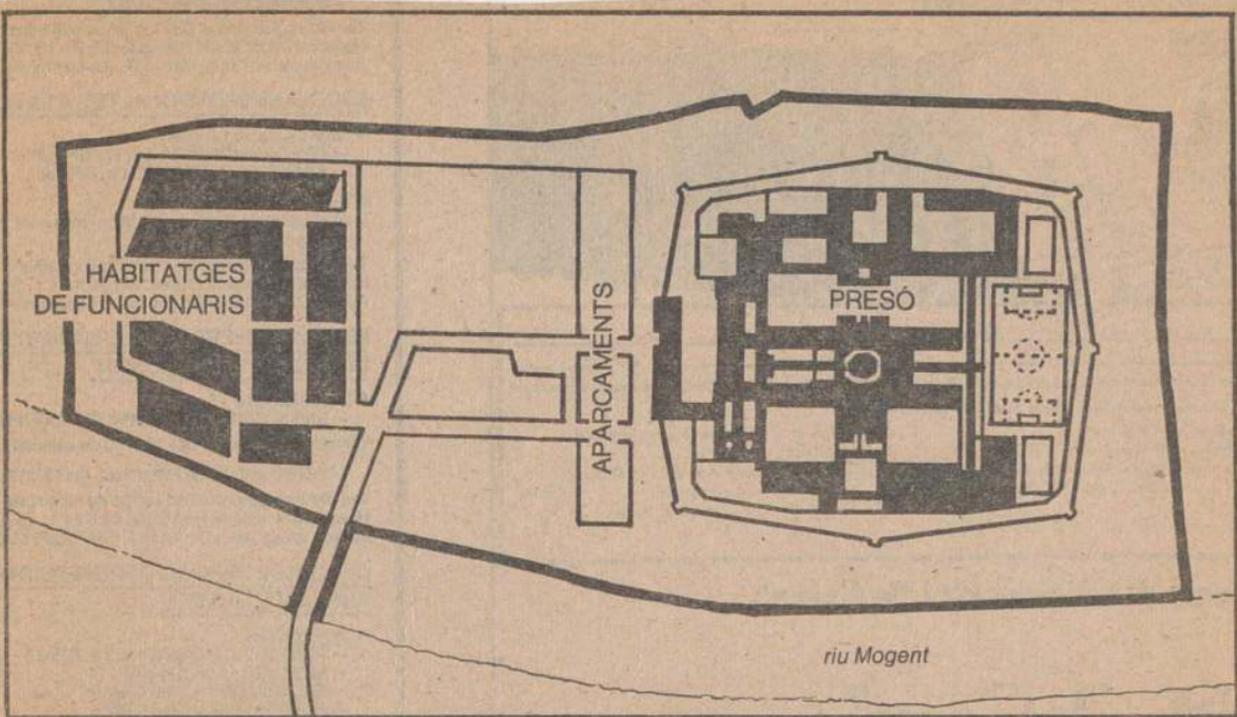 HABITATGES
DE FUNCIONARIS
APARCAMENTS
PRESÓ
riu Mogent